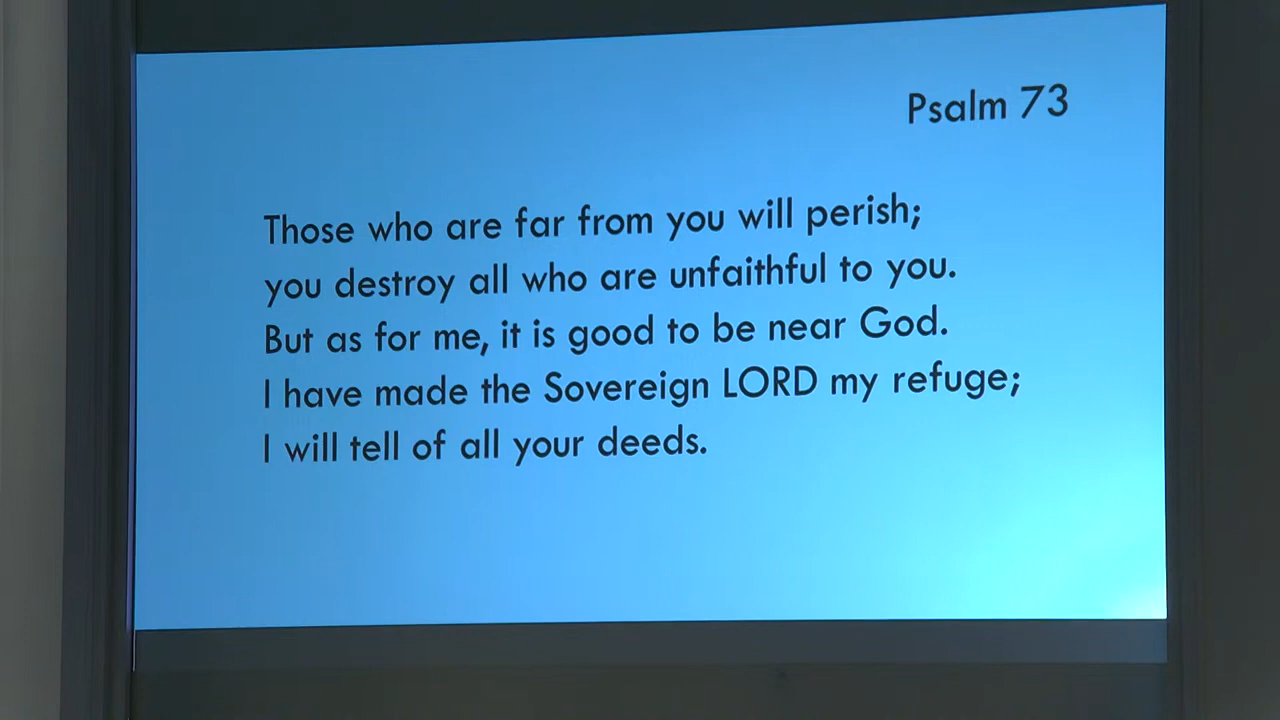 Psalm 73
Those who are far from you will perish;
you destroy all who are unfaithful to you.
But as for me, it is good to be near God.
I have made the Sovereign LORD my refuge;
I will tell of all your deeds.